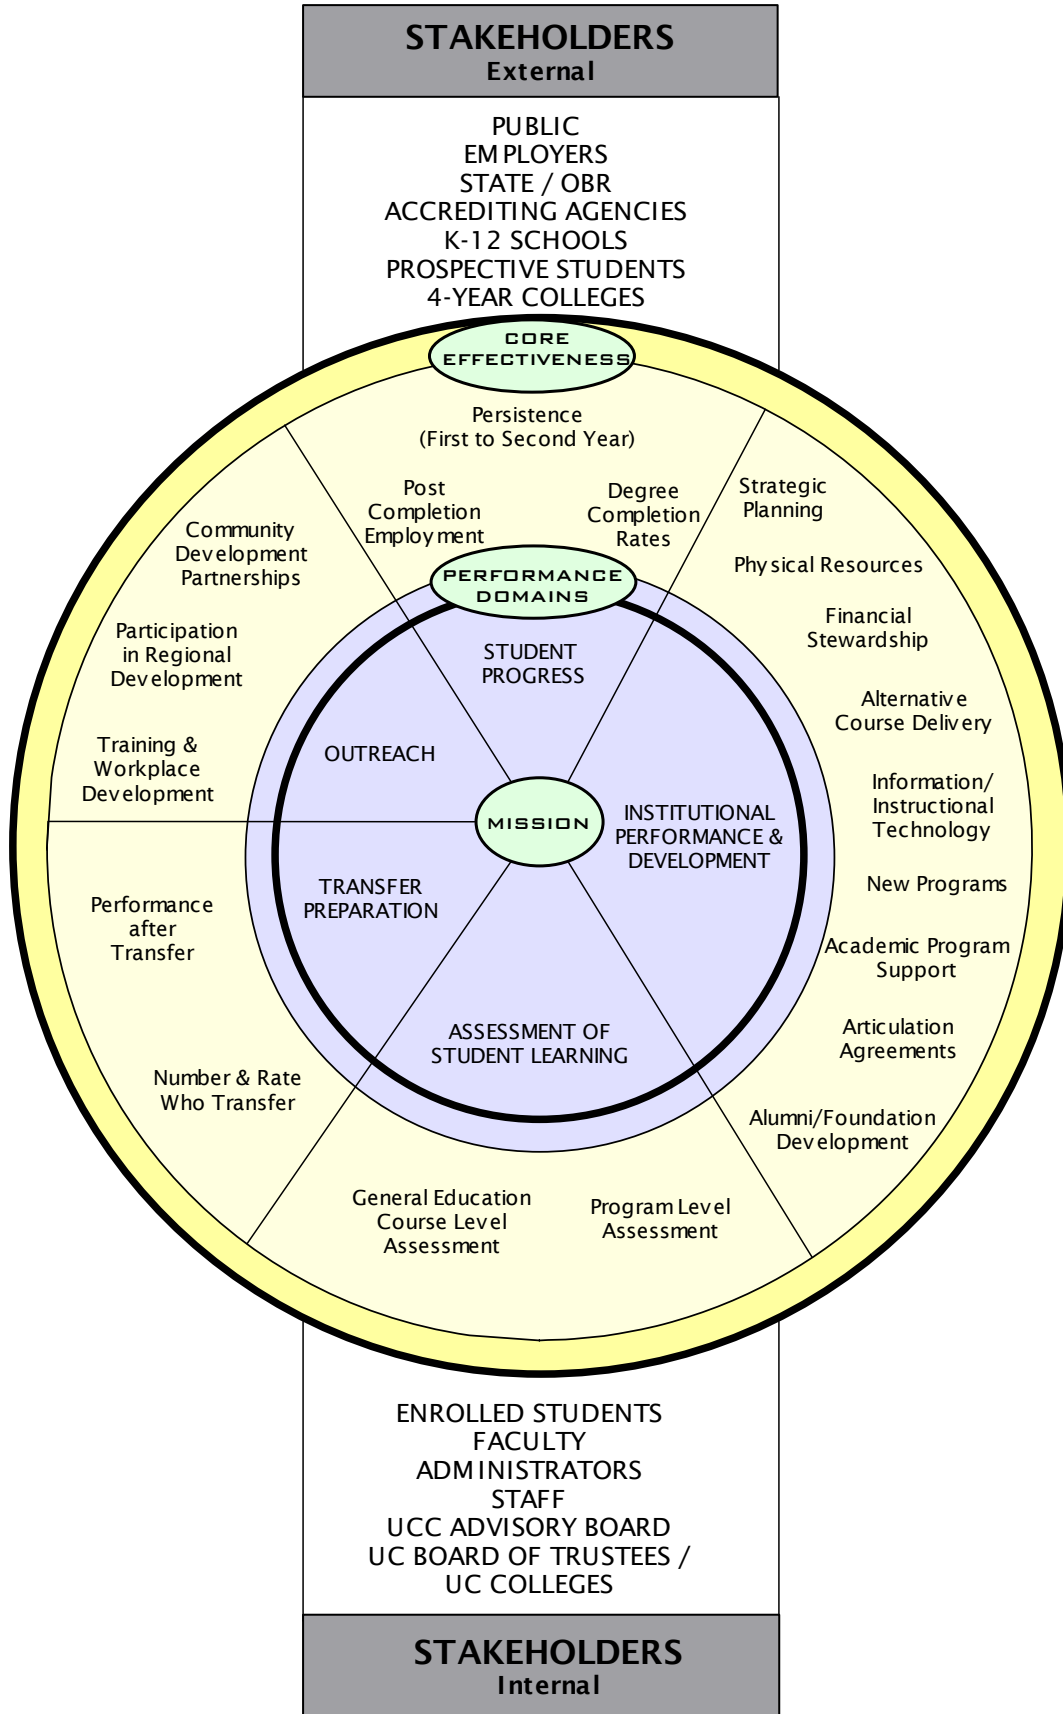 STAKEHOLDERS
External
PUBLIC
EMPLOYERS
STATE / OBR
ACCREDITING AGENCIES
K-12 SCHOOLS
PROSPECTIVE STUDENTS
4-YEAR COLLEGES
CORE
EFFECTIVENESS
Persistence
(First to Second Year)
Post
Completion
Employment
Degree
Completion
Rates
Strategic
Planning
Physical Resources
Financial
Stewardship
Alternative
Course Delivery
Information/
Instructional
Technology
New Programs
Academic Program
Support
Articulation
Agreements
Alumni/Foundation
Development
Community
Development
Partnerships
Participation
in Regional
Development
Training &
Workplace
Development
Performance
after
Transfer
Number & Rate
Who Transfer
General Education
Course Level
Assessment
Program Level
Assessment
PERFORMANCE
DOMAINS
STUDENT
PROGRESS
OUTREACH
MISSION
INSTITUTIONAL
PERFORMANCE &
DEVELOPMENT
TRANSFER
PREPARATION
ASSESSMENT OF
STUDENT LEARNING
ENROLLED STUDENTS
FACULTY
ADMINISTRATORS
STAFF
UCC ADVISORY BOARD
UC BOARD OF TRUSTEES /
UC COLLEGES
STAKEHOLDERS
Internal